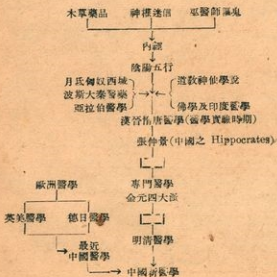 本草藥品 神權迷信 巫醫師驅鬼
內經
陰陽五行
月氏匈奴西域
波斯大秦醫藥
亞拉伯醫學
道教神仙學說
佛學及印度醫學
漢晉隋唐醫學(醫學實驗時期)
張仲景(中國之 Hippocrates)
歐洲醫學
專門醫學
金元四大派
英美醫學 德日醫學
明清醫學
最近
中國醫學
中國新醫學